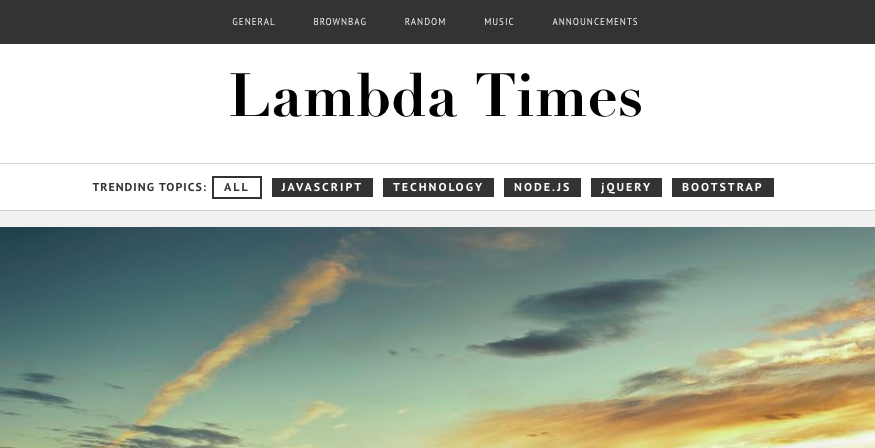 GENERAL BROWNBAG RANDOM MUSIC ANNOUNCEMENTS
Lambda Times
TRENDING TOPICS: ALL JAVASCRIPT TECHNOLOGY NODE.JS jQUERY BOOTSTRAP